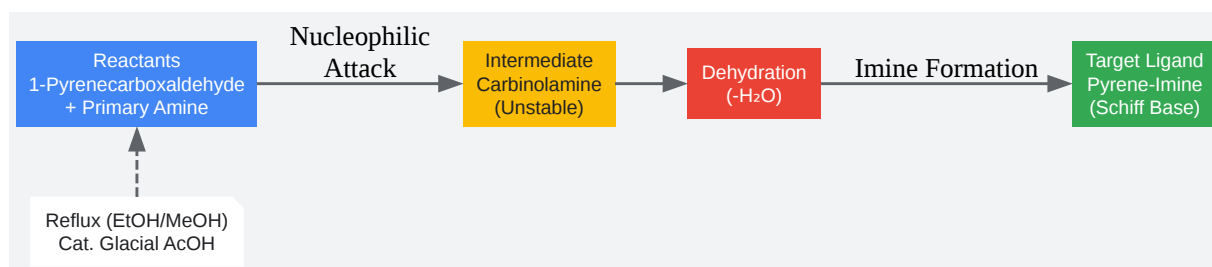 Reactants
1-Pyrenecarboxaldehyde
+ Primary Amine
Nucleophilic
Attack
Intermediate
Carbinolamine
(Unstable)
Dehydration
(-H₂O)
Imine Formation
Target Ligand
Pyrene-Imine
(Schiff Base)
Reflux (EtOH/MeOH)
Cat. Glacial AcOH